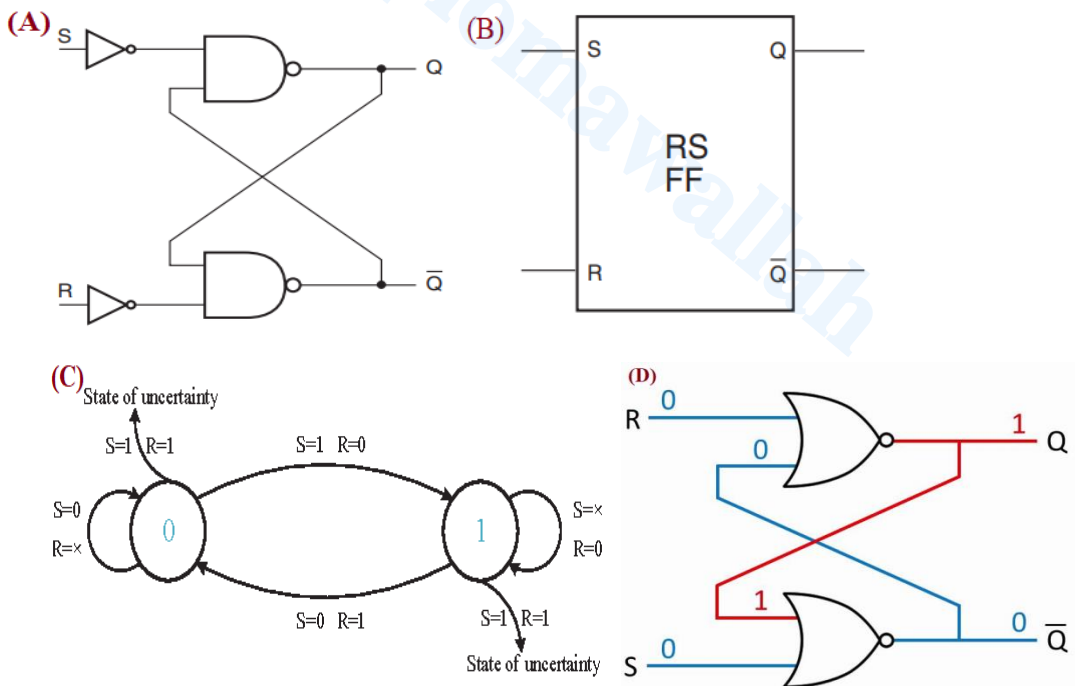 (A)
S
Q
R
Q̅
(B)
S
Q
RS
FF
R
Q̅
(C)
State of uncertainty
S=1 R=1
S=1 R=0
S=0
R=×
0
1
S=×
R=0
S=0 R=1
S=1 R=1
State of uncertainty
(D)
R
0
0
1
Q
1
0
Q̅
S
0